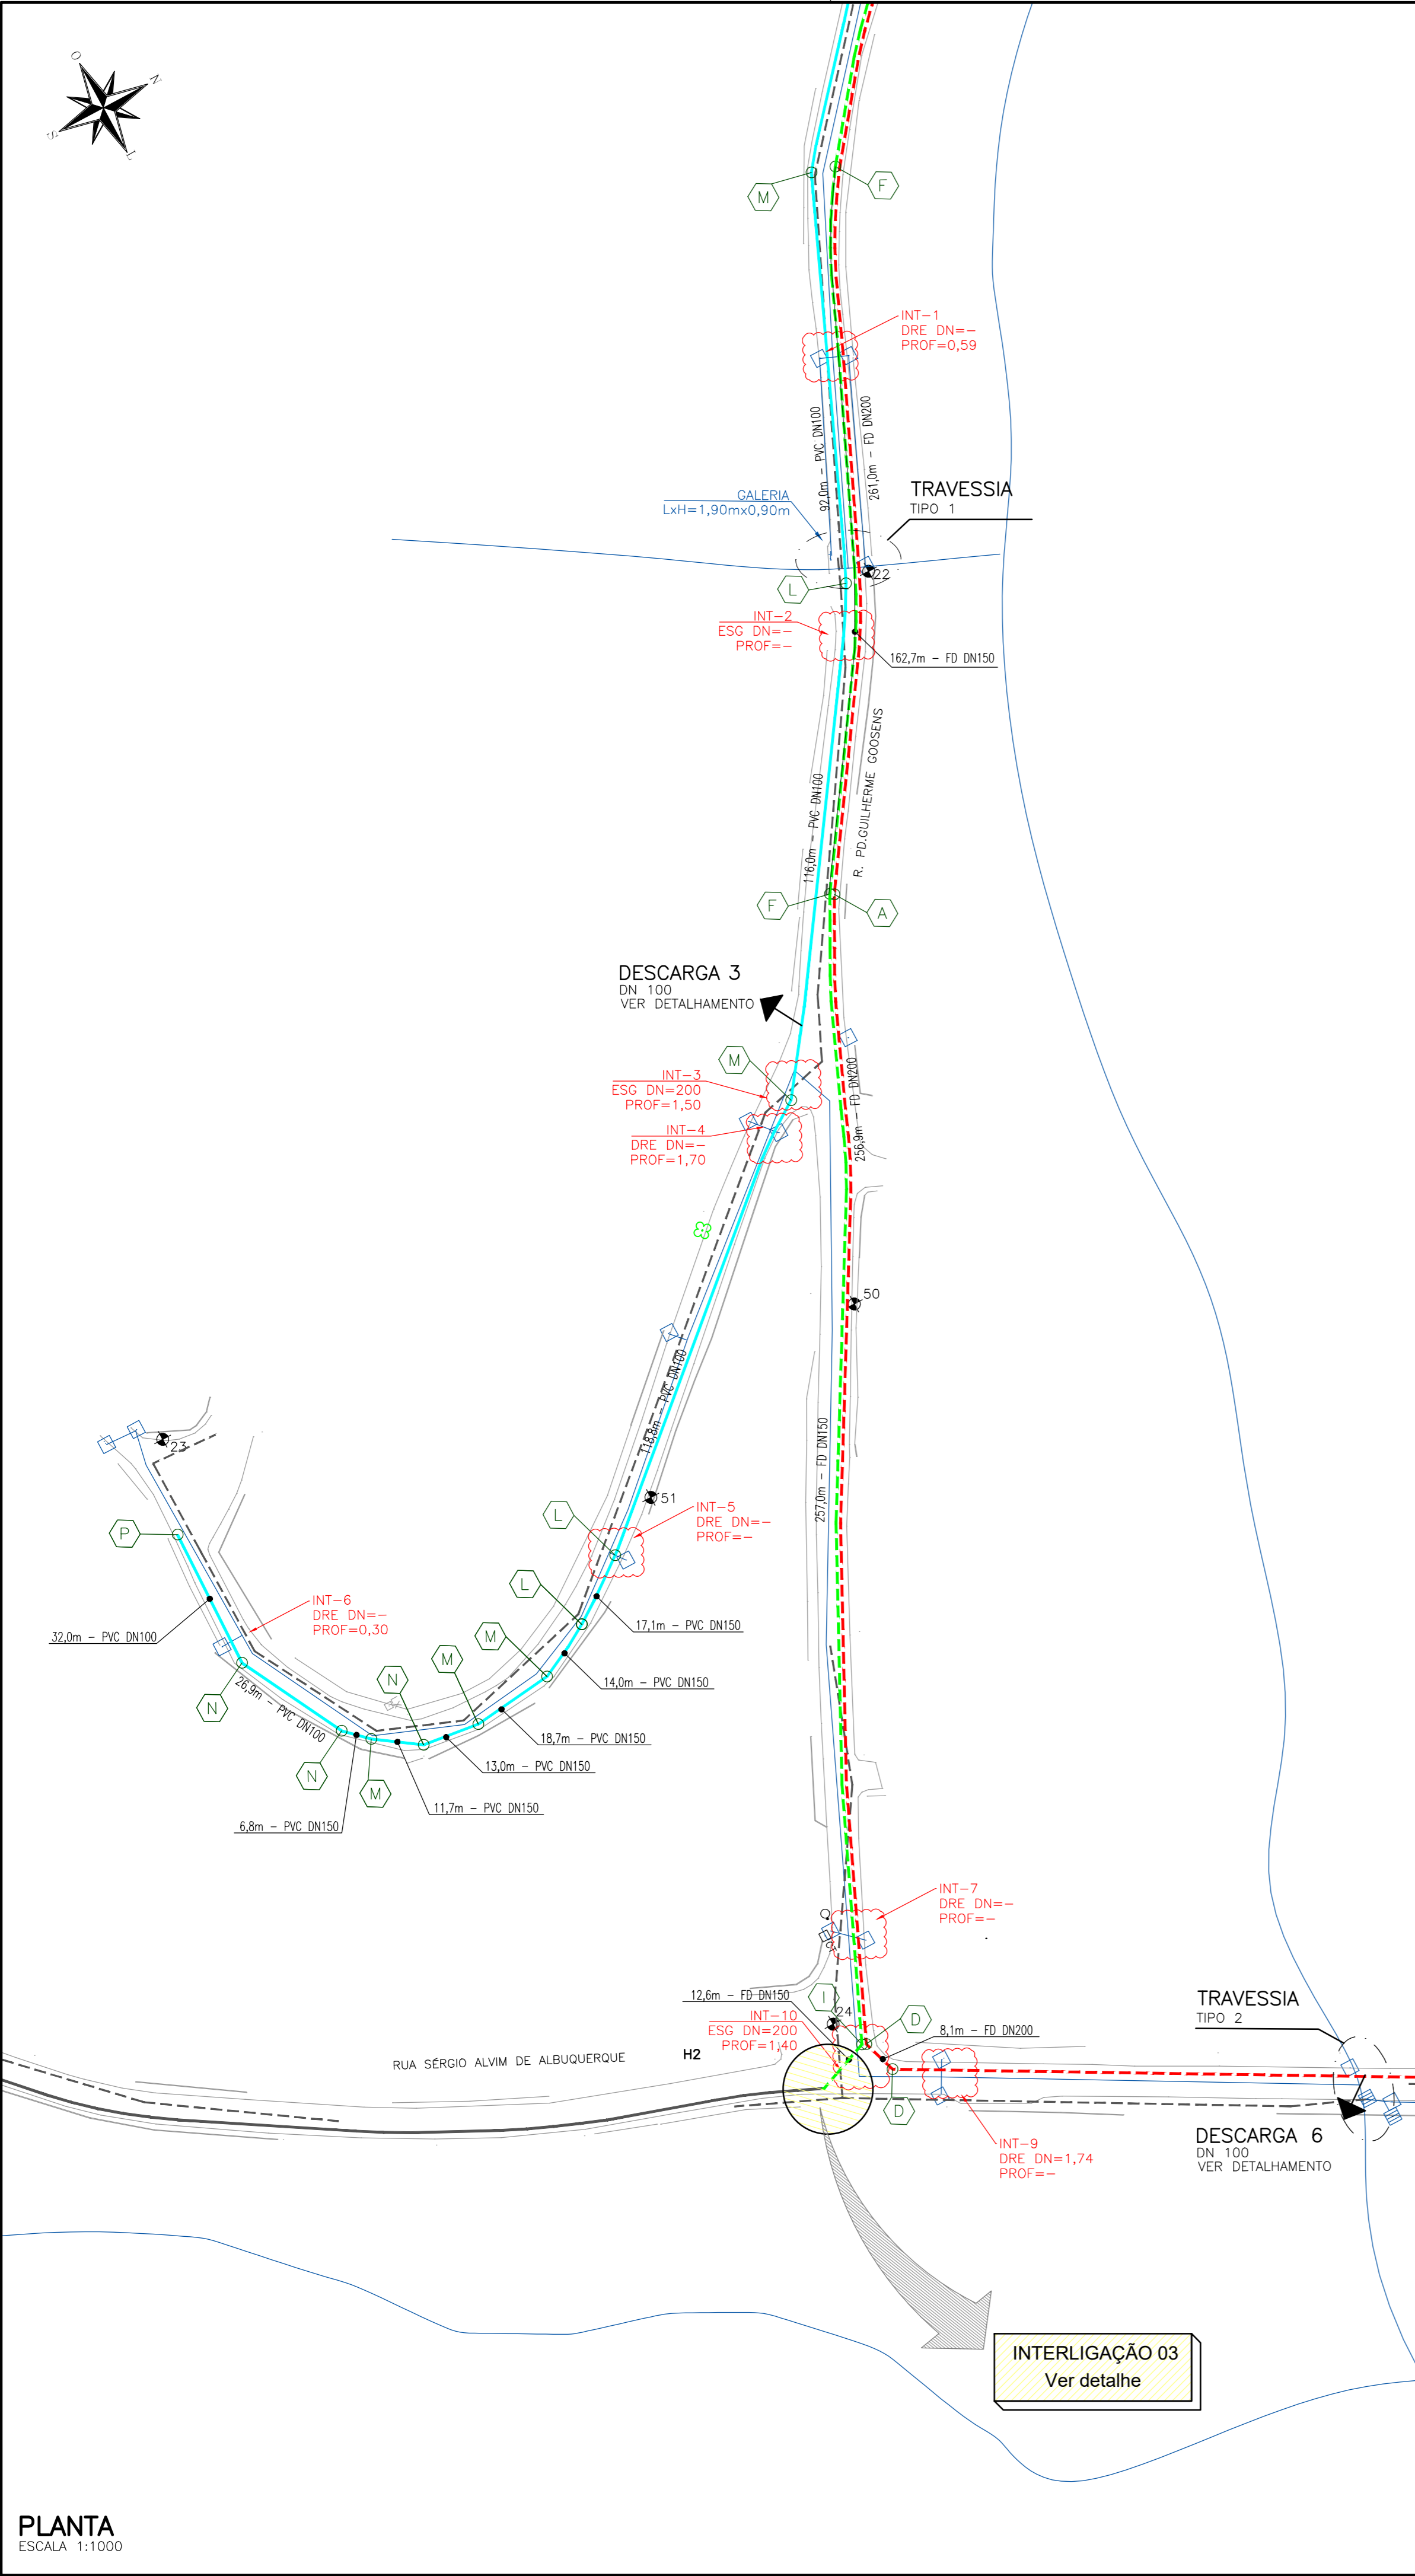 O
N
S
L
M
F
INT-1
DRE DN=-
PROF=0,59
92,0m - PVC DN100
261,0m - FD DN200
GALERIA
LxH=1,90mx0,90m
TRAVESSIA
TIPO 1
22
L
INT-2
ESG DN=-
PROF=-
162,7m - FD DN150
R. PD.GUILHERME GOOSENS
116,0m - PVC DN100
F
A
DESCARGA 3
DN 100
VER DETALHAMENTO
M
INT-3
ESG DN=200
PROF=1,50
INT-4
DRE DN=-
PROF=1,70
256,9m - FD DN200
50
118,8m - PVC DN100
257,0m - FD DN150
23
51
P
L
INT-5
DRE DN=-
PROF=-
L
INT-6
DRE DN=-
PROF=0,30
32,0m - PVC DN100
17,1m - PVC DN150
M
M
N
14,0m - PVC DN150
N
26,9m - PVC DN100
18,7m - PVC DN150
13,0m - PVC DN150
N
M
11,7m - PVC DN150
6,8m - PVC DN150
INT-7
DRE DN=-
PROF=-
12,6m - FD DN150
I
24
D
INT-10
ESG DN=200
PROF=1,40
8,1m - FD DN200
H2
RUA SÉRGIO ALVIM DE ALBUQUERQUE
D
TRAVESSIA
TIPO 2
INT-9
DRE DN=1,74
PROF=-
DESCARGA 6
DN 100
VER DETALHAMENTO
INTERLIGAÇÃO 03
Ver detalhe
PLANTA
ESCALA 1:1000